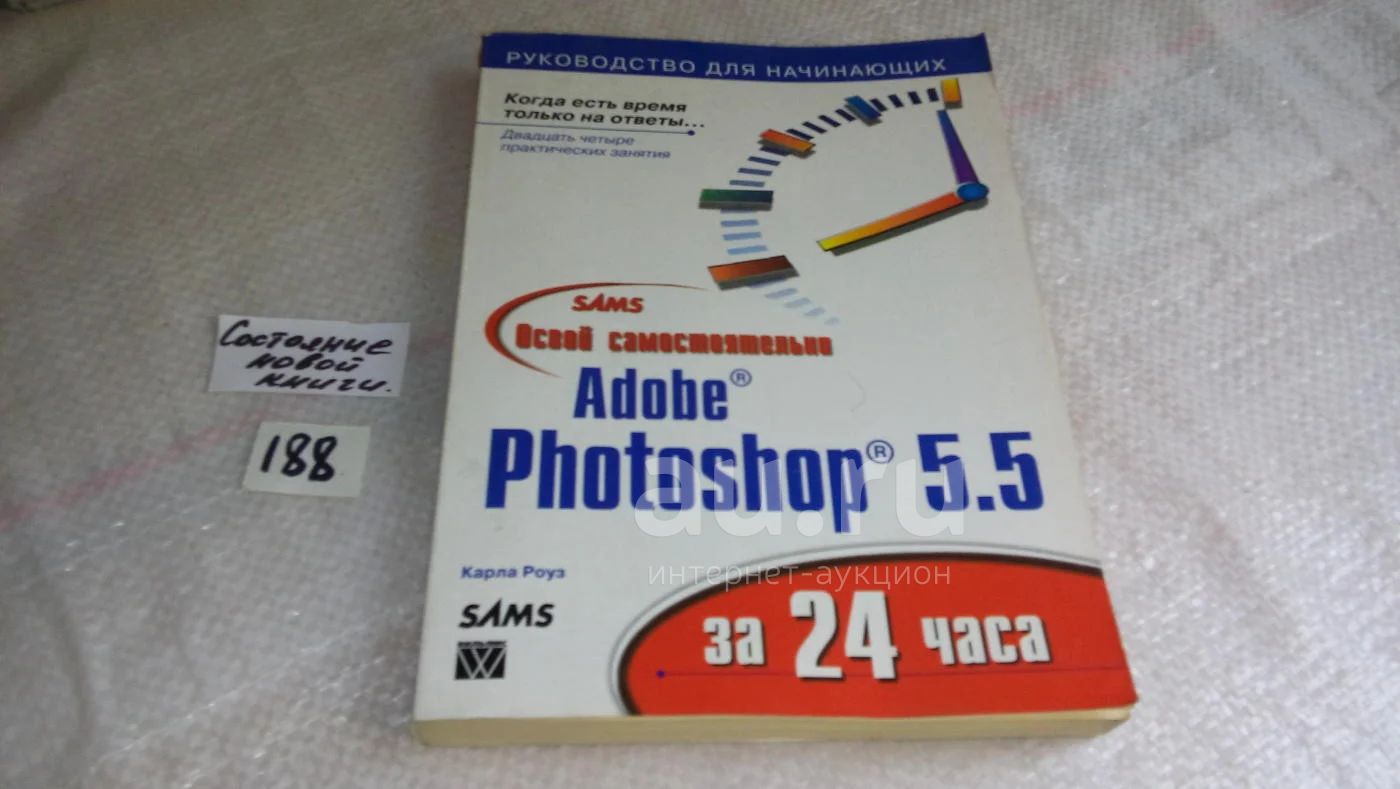 РУКОВОДСТВО ДЛЯ НАЧИНАЮЩИХ
Когда есть время
только на ответы...
Двадцать четыре
практических занятия
SAMS
Освой самостоятельно
Adobe®
Photoshop® 5.5
Карла Роуз
SAMS
W
за 24 часа
Состояние
новой
книги.
188
au.ru
интернет-аукцион